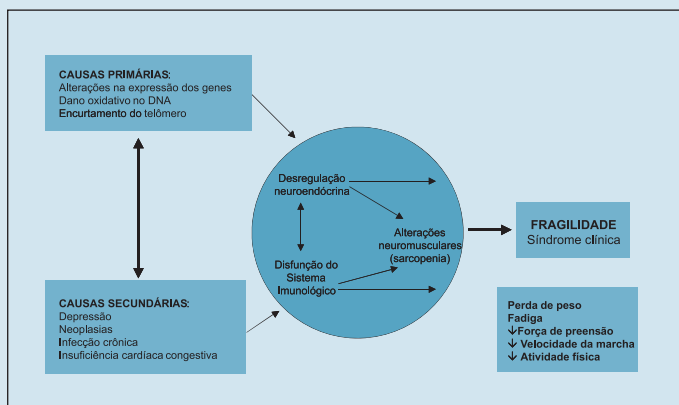 CAUSAS PRIMÁRIAS:
Alterações na expressão dos genes
Dano oxidativo no DNA
Encurtamento do telômero
Desregulação
neuroendócrina
Alterações
neuromusculares
(sarcopenia)
Disfunção do
Sistema
Imunológico
CAUSAS SECUNDÁRIAS:
Depressão
Neoplasias
Infecção crônica
Insuficiência cardíaca congestiva
FRAGILIDADE
Síndrome clínica
Perda de peso
Fadiga
↓Força de preensão
↓ Velocidade da marcha
↓ Atividade física